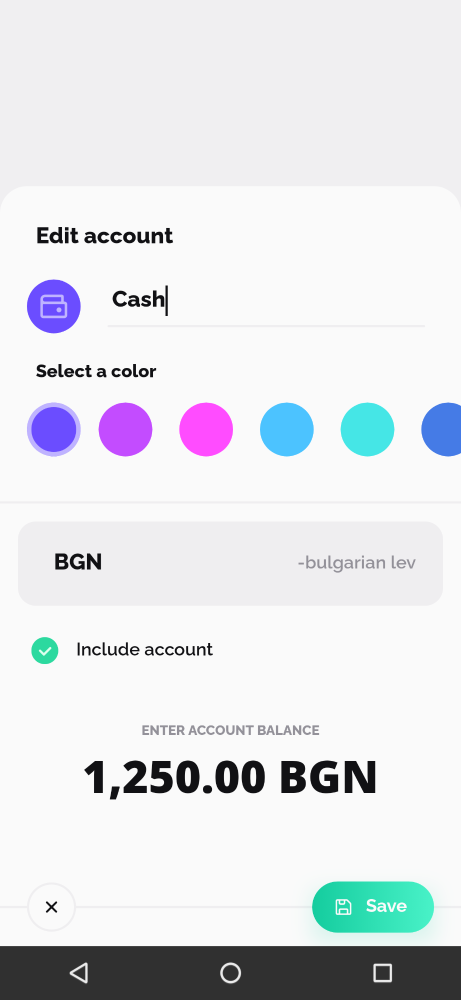 Edit account
Cash
Select a color
BGN
-bulgarian lev
Include account
ENTER ACCOUNT BALANCE
1,250.00 BGN
Save